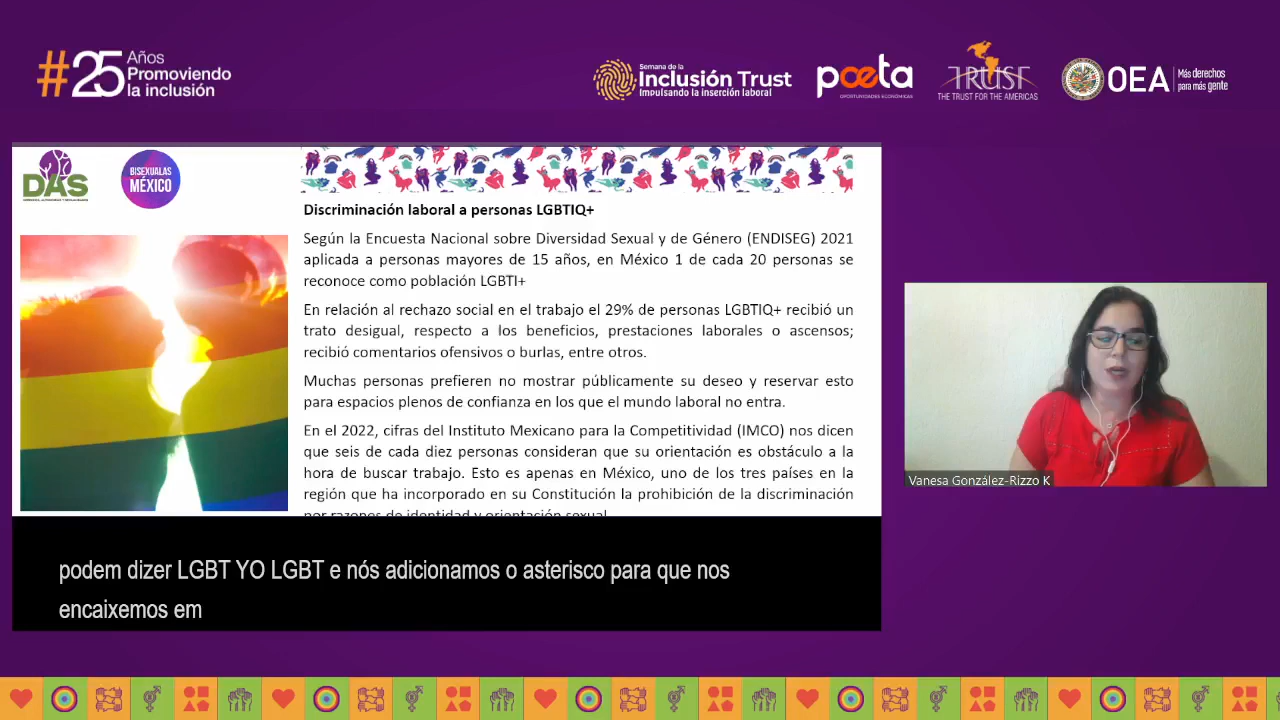 #25 Años
Promoviendo
la inclusión
Semana de la
Inclusión Trust
Impulsando la inserción laboral
poeta
OPORTUNIDADES ECONÓMICAS
TRUST
THE TRUST FOR THE AMERICAS
OEA
Más derechos
para más gente
DAS
BISEXUALAS
MÉXICO
Discriminación laboral a personas LGBTIQ+
Según la Encuesta Nacional sobre Diversidad Sexual y de Género (ENDISEG) 2021
aplicada a personas mayores de 15 años, en México 1 de cada 20 personas se
reconoce como población LGBTI+
En relación al rechazo social en el trabajo el 29% de personas LGBTIQ+ recibió un
trato desigual, respecto a los beneficios, prestaciones laborales o ascensos;
recibió comentarios ofensivos o burlas, entre otros.
Muchas personas prefieren no mostrar públicamente su deseo y reservar esto
para espacios plenos de confianza en los que el mundo laboral no entra.
En el 2022, cifras del Instituto Mexicano para la Competitividad (IMCO) nos dicen
que seis de cada diez personas consideran que su orientación es obstáculo a la
hora de buscar trabajo. Esto es apenas en México, uno de los tres países en la
región que ha incorporado en su Constitución la prohibición de la discriminación
por razones de identidad y orientación sexual
Vanesa González-Rizzo K
podem dizer LGBT YO LGBT e nós adicionamos o asterisco para que nos
encaixemos em